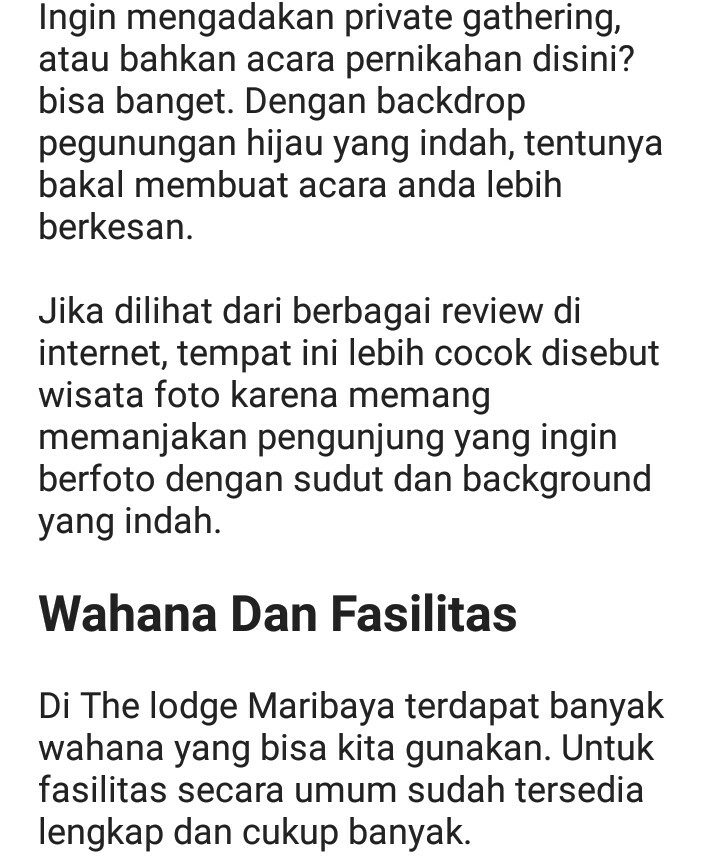 Ingin mengadakan private gathering,
atau bahkan acara pernikahan disini?
bisa banget. Dengan backdrop
pegunungan hijau yang indah, tentunya
bakal membuat acara anda lebih
berkesan.
Jika dilihat dari berbagai review di
internet, tempat ini lebih cocok disebut
wisata foto karena memang
memanjakan pengunjung yang ingin
berfoto dengan sudut dan background
yang indah.
Wahana Dan Fasilitas
Di The lodge Maribaya terdapat banyak
wahana yang bisa kita gunakan. Untuk
fasilitas secara umum sudah tersedia
lengkap dan cukup banyak.